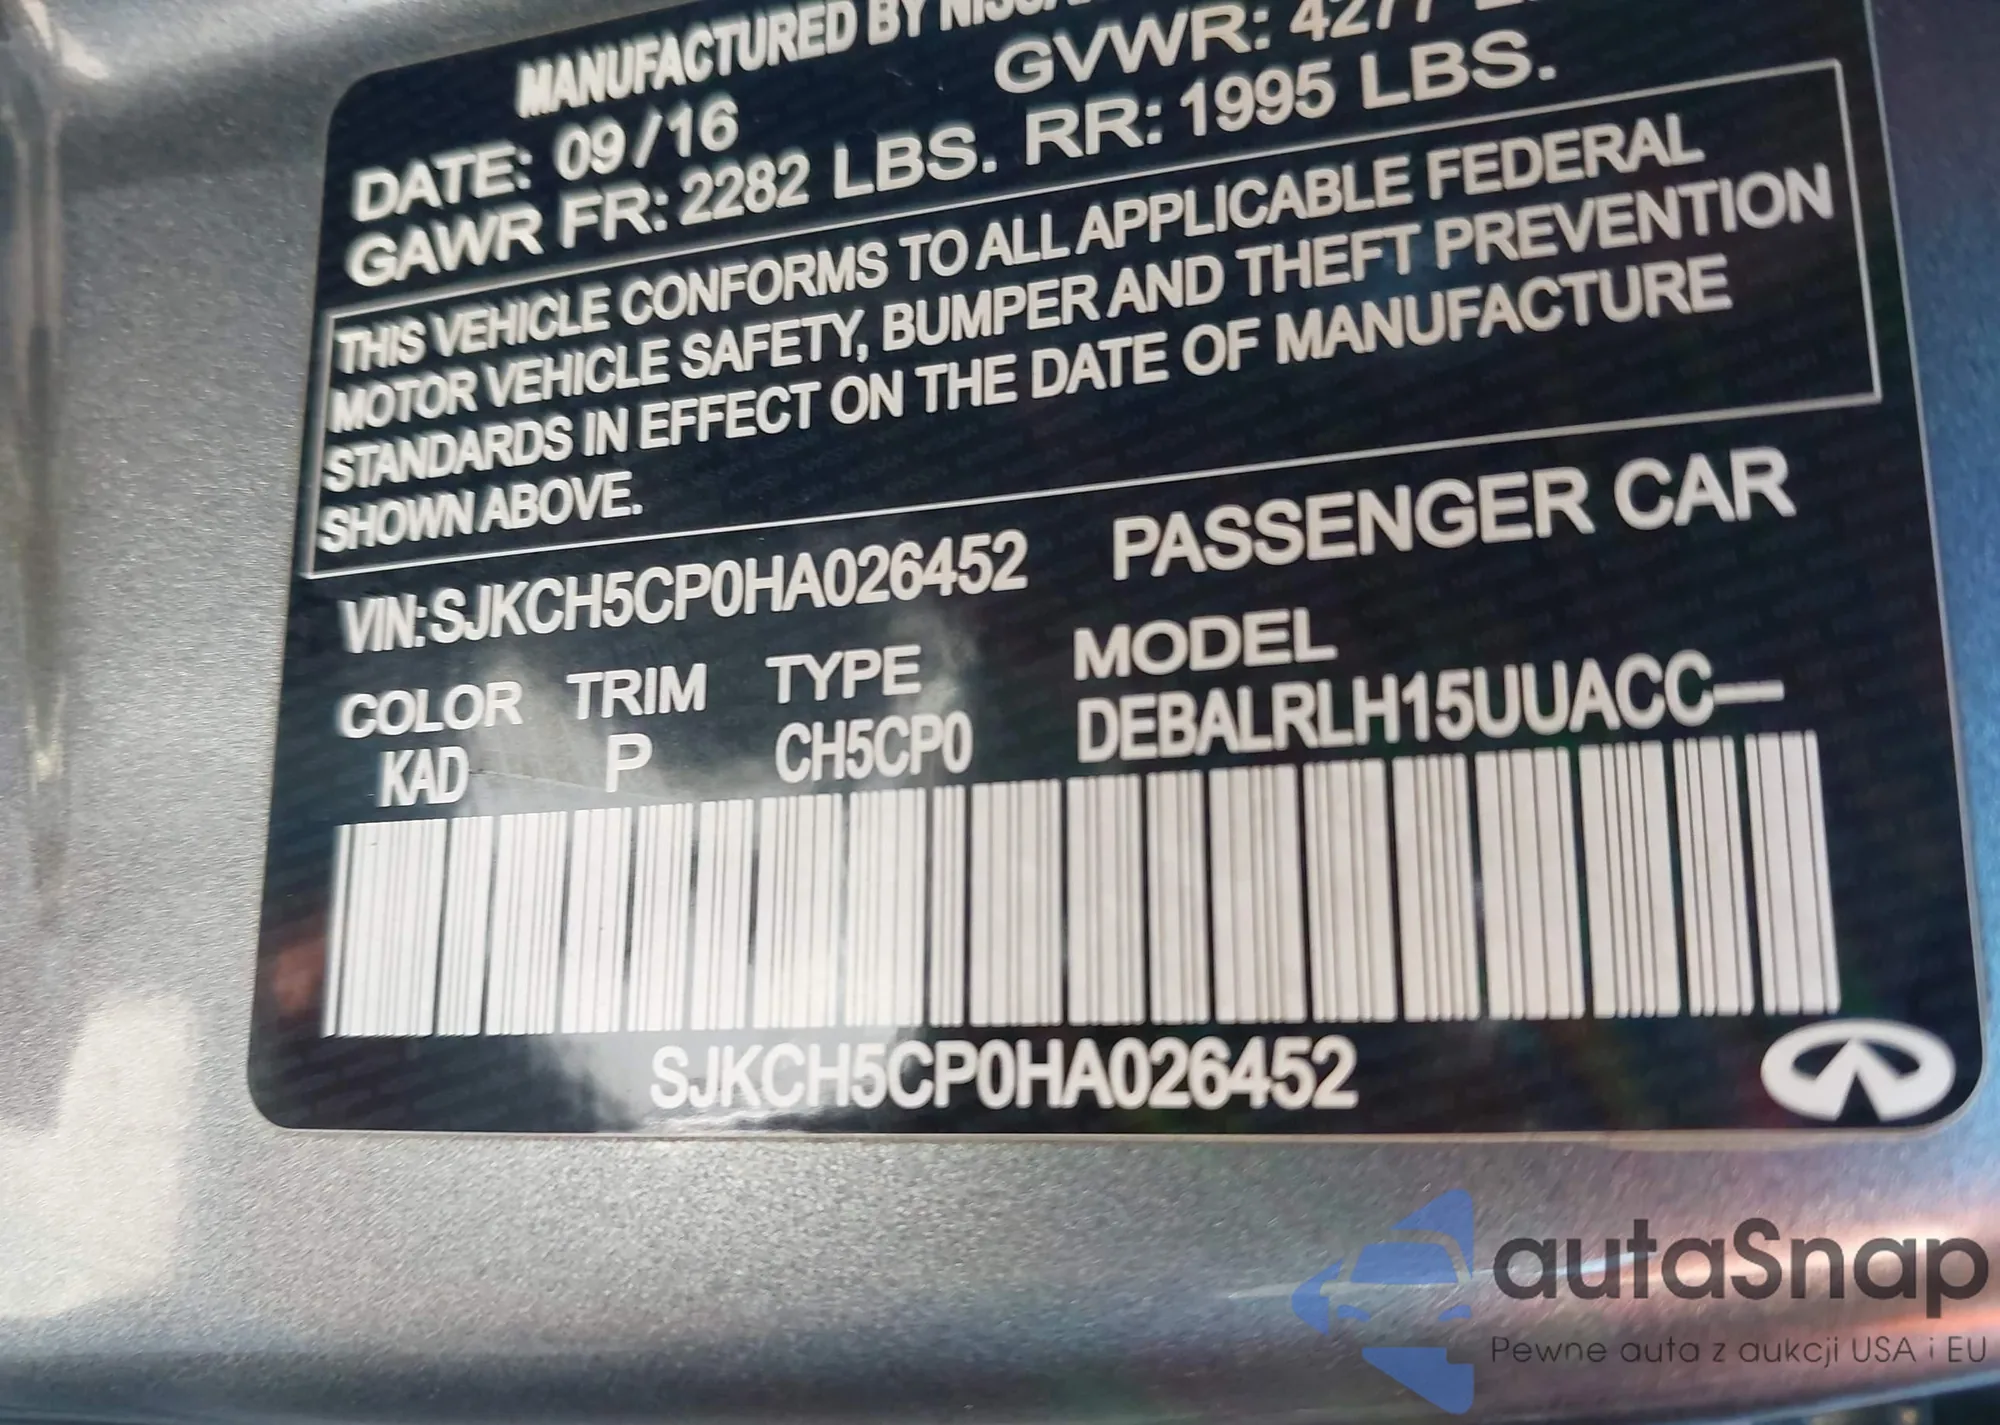 MANUFACTURED BY
DATE: 09/16 GVWR: 4277
GAWR FR: 2282 LBS. RR: 1995 LBS.
THIS VEHICLE CONFORMS TO ALL APPLICABLE FEDERAL
MOTOR VEHICLE SAFETY, BUMPER AND THEFT PREVENTION
STANDARDS IN EFFECT ON THE DATE OF MANUFACTURE
SHOWN ABOVE.
VIN:SJKCH5CP0HA026452 PASSENGER CAR
COLOR TRIM TYPE MODEL
KAD P CH5CP0 DEBALRLH15UUACC—
SJKCH5CP0HA026452
autaSnap
Pewne auta z aukcji USA i EU